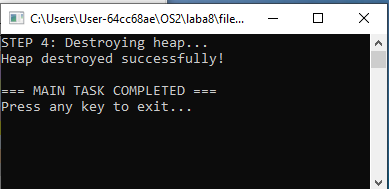 C:\Users\User-64cc68ae\OS2\laba8\file...
STEP 4: Destroying heap...
Heap destroyed successfully!
=== MAIN TASK COMPLETED ===
Press any key to exit...